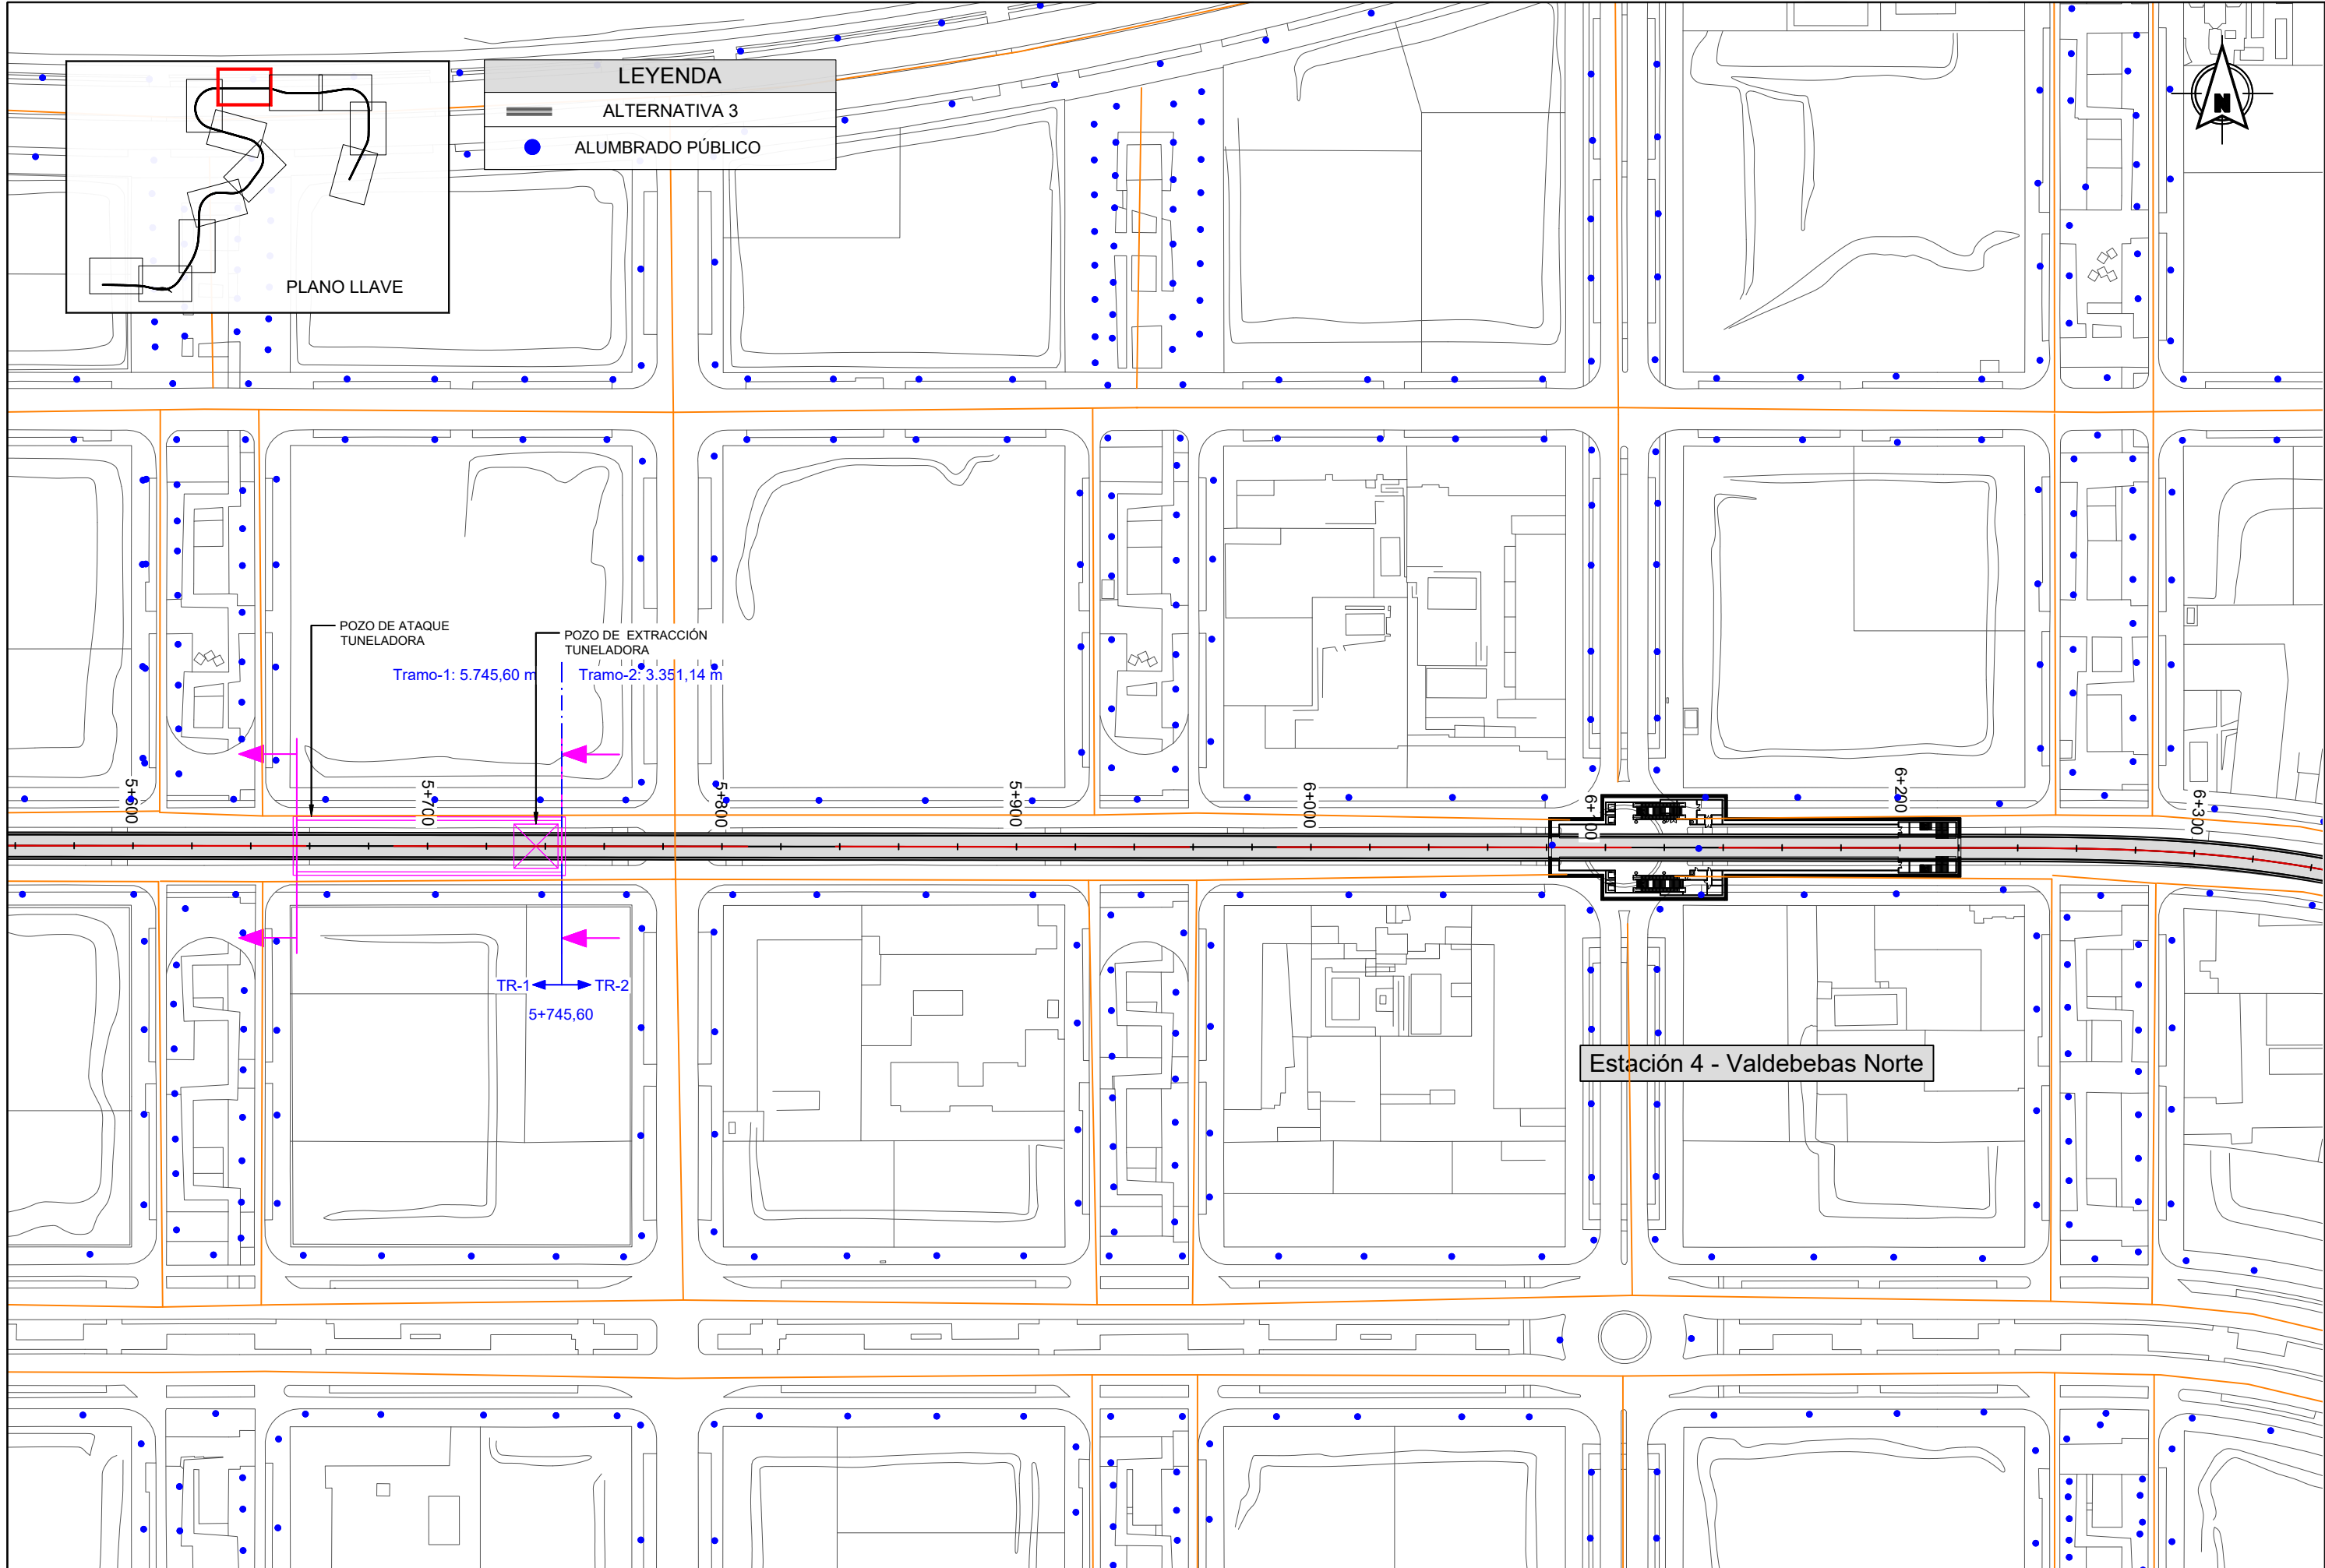 LEYENDA
ALTERNATIVA 3
ALUMBRADO PÚBLICO
PLANO LLAVE
N
POZO DE ATAQUE
TUNELADORA
POZO DE EXTRACCIÓN
TUNELADORA
Tramo-1: 5.745,60 m
Tramo-2: 3.351,14 m
5+600
5+700
5+800
5+900
6+000
6+100
6+200
6+300
TR-1
TR-2
5+745,60
Estación 4 - Valdebebas Norte